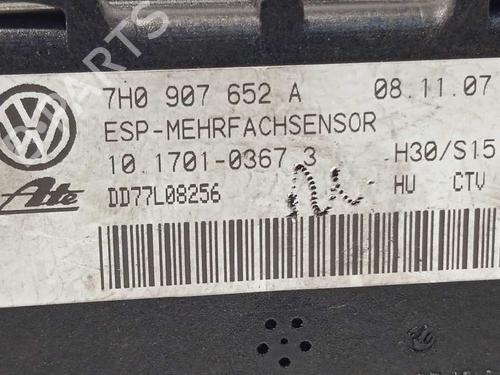 7H0 907 652 A 08.11.07
ESP-MEHRFACHSENSOR
10.1701-0367 3 H30/S15
Ate DD77L08256 HU CTV